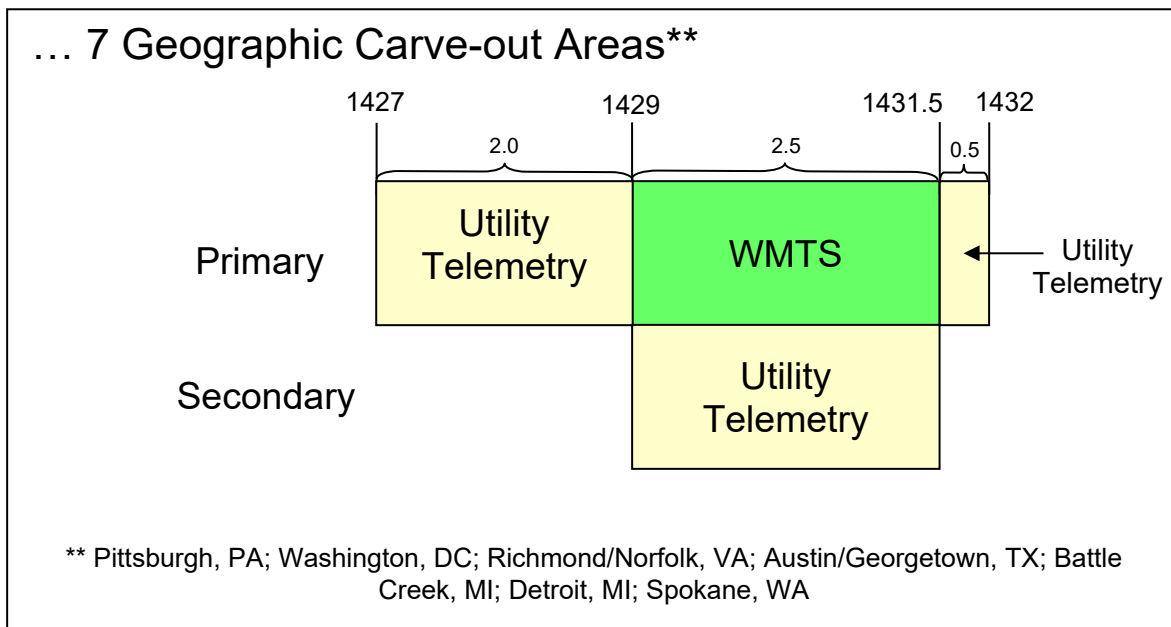 … 7 Geographic Carve-out Areas**
1427 1429 1431.5 1432
2.0 2.5 0.5
Primary
Utility
Telemetry
WMTS
Utility
Telemetry
Secondary
Utility
Telemetry
** Pittsburgh, PA; Washington, DC; Richmond/Norfolk, VA; Austin/Georgetown, TX; Battle
Creek, MI; Detroit, MI; Spokane, WA